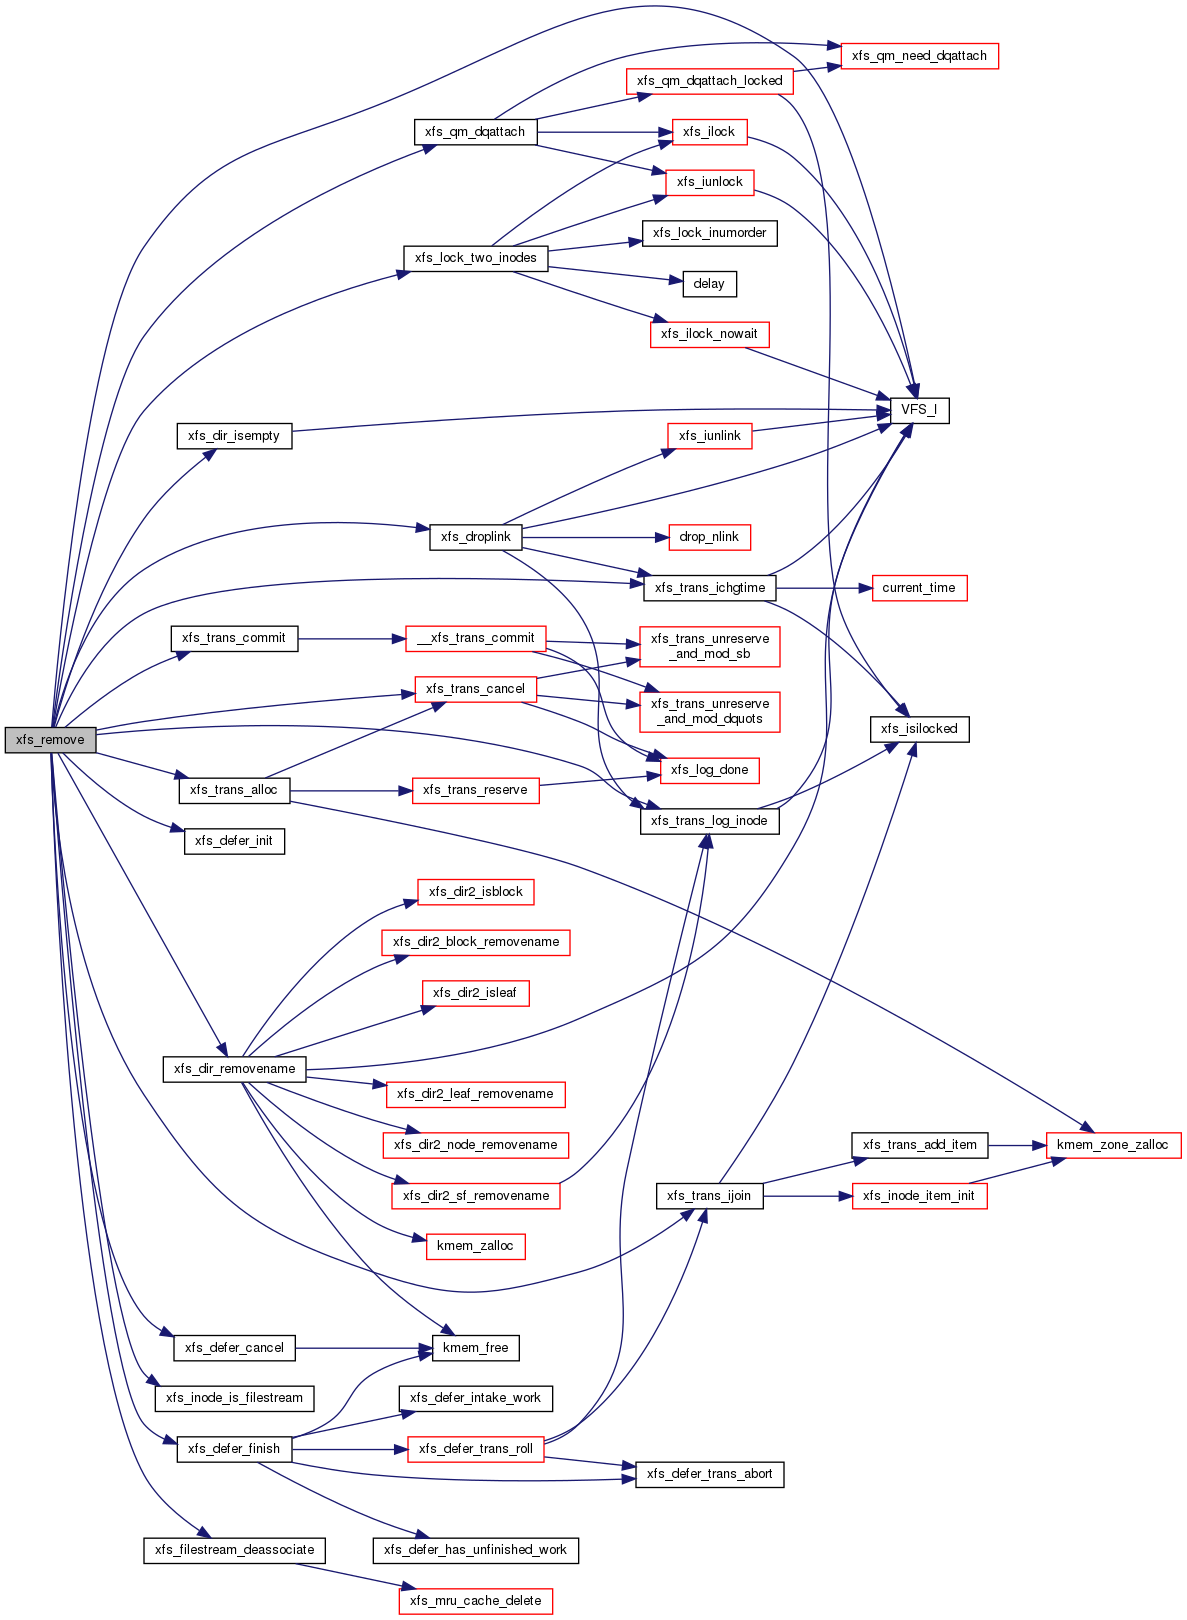 xfs_qm_need_dqattach
xfs_qm_dqattach_locked
xfs_qm_dqattach
xfs_ilock
xfs_iunlock
xfs_lock_inumorder
xfs_lock_two_inodes
delay
xfs_ilock_nowait
VFS_I
xfs_dir_isempty
xfs_iunlink
xfs_droplink
drop_nlink
xfs_trans_ichgtime
current_time
xfs_trans_commit
__xfs_trans_commit
xfs_trans_unreserve
_and_mod_sb
xfs_trans_cancel
xfs_trans_unreserve
_and_mod_dquots
xfs_isilocked
xfs_remove
xfs_log_done
xfs_trans_alloc
xfs_trans_reserve
xfs_trans_log_inode
xfs_defer_init
xfs_dir2_isblock
xfs_dir2_block_removename
xfs_dir2_isleaf
xfs_dir_removename
xfs_dir2_leaf_removename
xfs_dir2_node_removename
xfs_trans_add_item
kmem_zone_zalloc
xfs_dir2_sf_removename
xfs_trans_ijoin
xfs_inode_item_init
kmem_zalloc
xfs_defer_cancel
kmem_free
xfs_inode_is_filestream
xfs_defer_intake_work
xfs_defer_finish
xfs_defer_trans_roll
xfs_defer_trans_abort
xfs_filestream_deassociate
xfs_defer_has_unfinished_work
xfs_mru_cache_delete